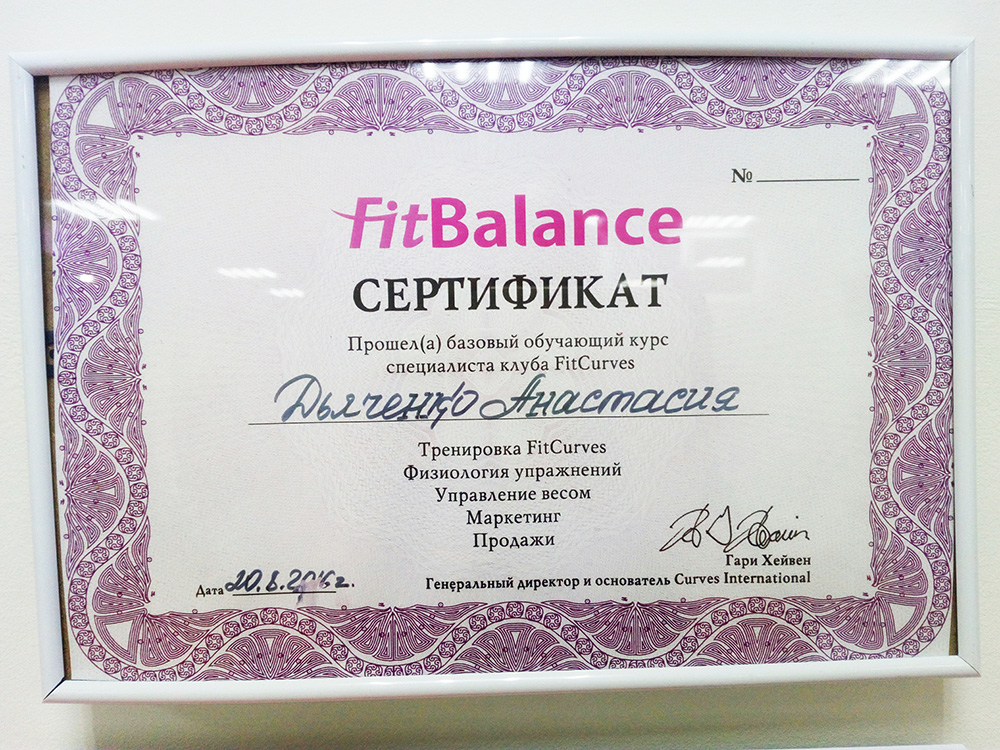 №
FitBalance
СЕРТИФИКАТ
Прошел(а) базовый обучающий курс
специалиста клуба FitCurves
Дьяченко Анастасия
Тренировка FitCurves
Физиология упражнений
Управление весом
Маркетинг
Продажи
Гари Хейвен
Генеральный директор и основатель Curves International
Дата 20.8.2016г.